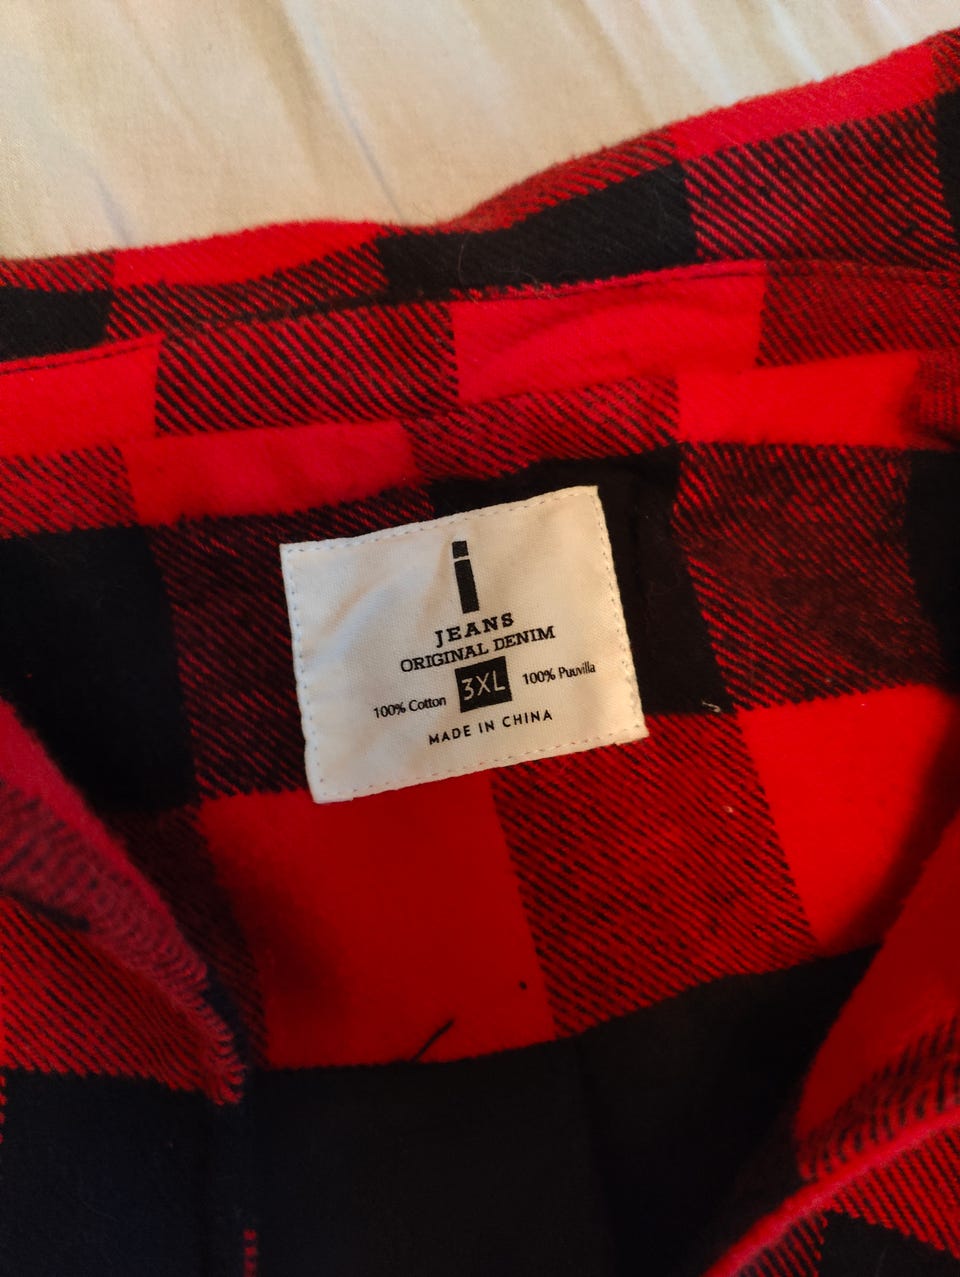 i
JEANS
ORIGINAL DENIM
100% Cotton 3XL 100% Puuvilla
MADE IN CHINA